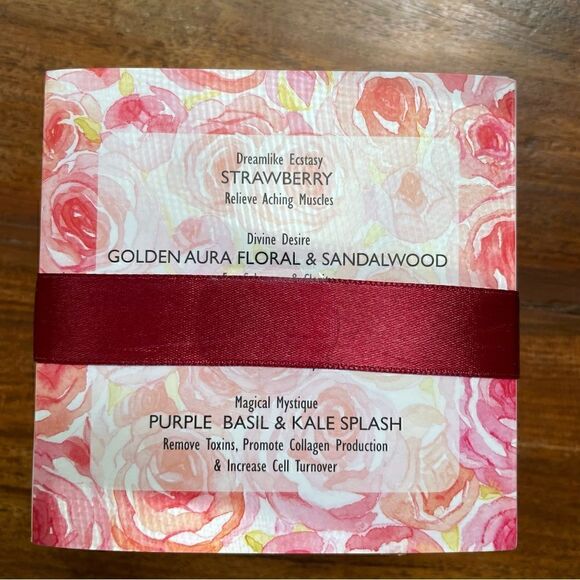 Dreamlike Ecstasy
STRAWBERRY
Relieve Aching Muscles
Divine Desire
GOLDEN AURA FLORAL & SANDALWOOD
Magical Mystique
PURPLE BASIL & KALE SPLASH
Remove Toxins, Promote Collagen Production
& Increase Cell Turnover